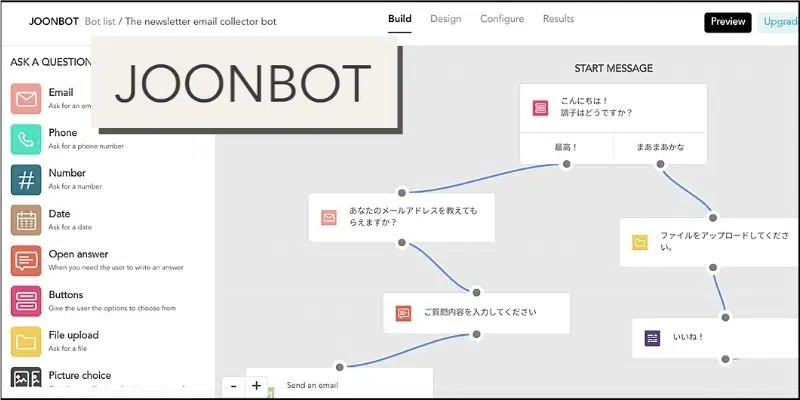 JOONBOT Bot list / The newsletter email collector bot
Build Design Configure Results
Preview
JOONBOT
START MESSAGE
こんにちは！
調子はどうですか？
最高！ まあまあかな
あなたのメールアドレスを教えても
らえますか？
ご質問内容を入力してください
Send an email
ファイルをアップロードしてくださ
い。
いいね！
Email
Phone
Ask for a phone number
Number
Ask for a number
Date
Ask for a date
Open answer
When you need the user to write an answer
Buttons
Give the user the options to choose from
File upload
Ask for a file
Picture choice
- +